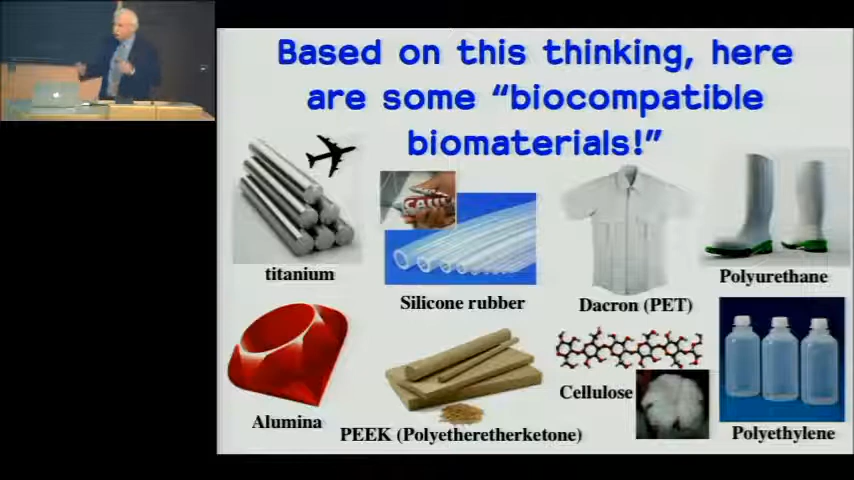 Based on this thinking, here
are some “biocompatible
biomaterials!”
titanium
Silicone rubber
Dacron (PET)
Polyurethane
Alumina
PEEK (Polyetheretherketone)
Cellulose
Polyethylene